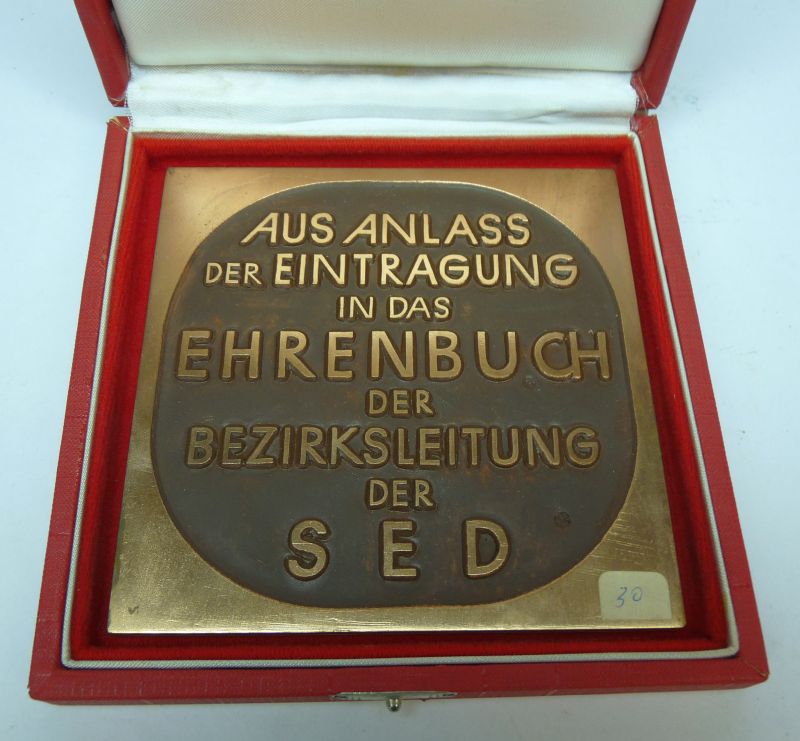 AUS ANLASS
DER EINTRAGUNG
IN DAS
EHRENBUCH
DER
BEZIRKSLEITUNG
DER
SED
30